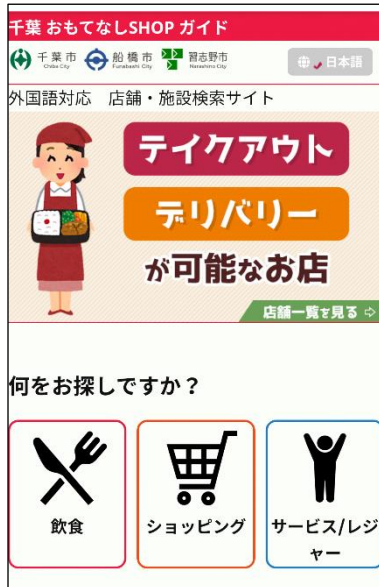 千葉 おもてなしSHOP ガイド
千葉市 船橋市 習志野市 日本語
Chiba City Funabashi City Narashino City
外国語対応 店舗・施設検索サイト
テイクアウト
デリバリー
が可能なお店
店舗一覧を見る ⇨
何をお探しですか？
飲食 ショッピング サービス/レジ
ャー